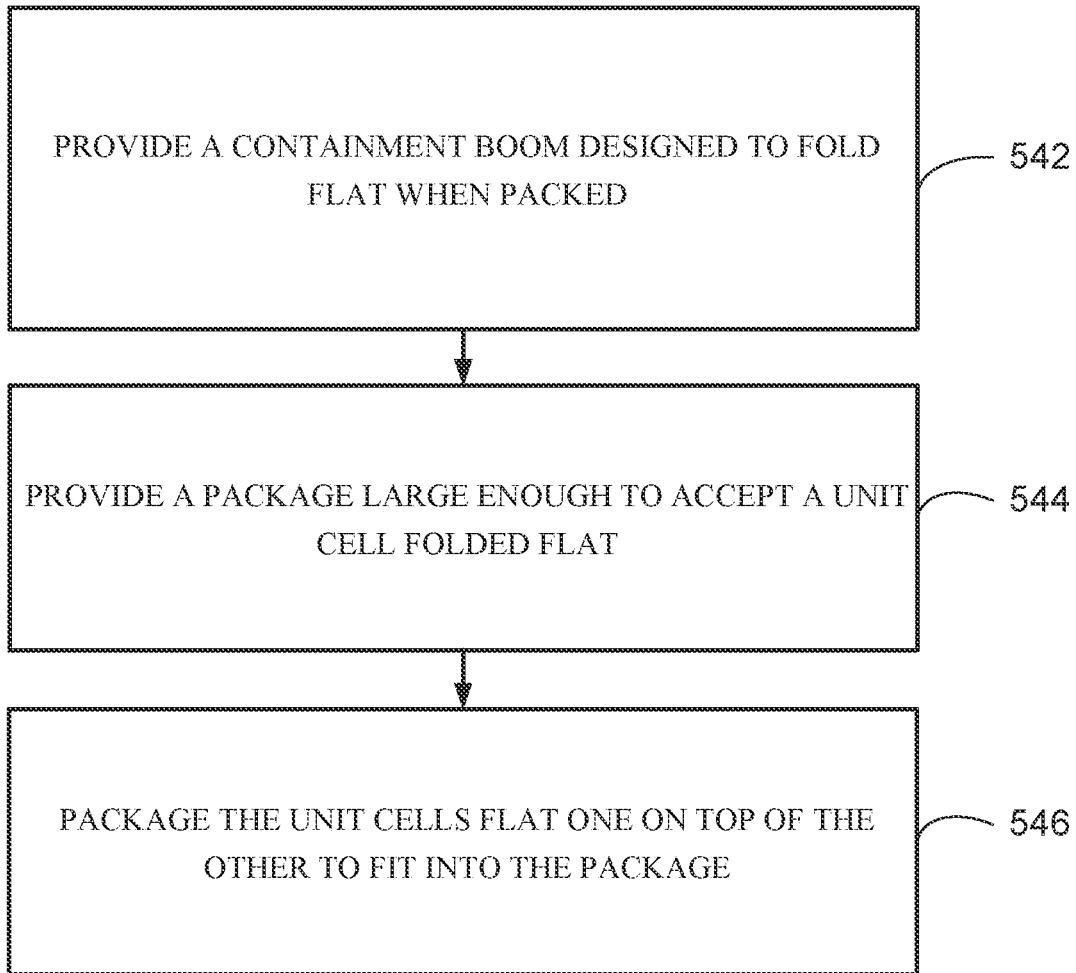 PROVIDE A CONTAINMENT BOOM DESIGNED TO FOLD
FLAT WHEN PACKED
542
PROVIDE A PACKAGE LARGE ENOUGH TO ACCEPT A UNIT
CELL FOLDED FLAT
544
PACKAGE THE UNIT CELLS FLAT ONE ON TOP OF THE
OTHER TO FIT INTO THE PACKAGE
546